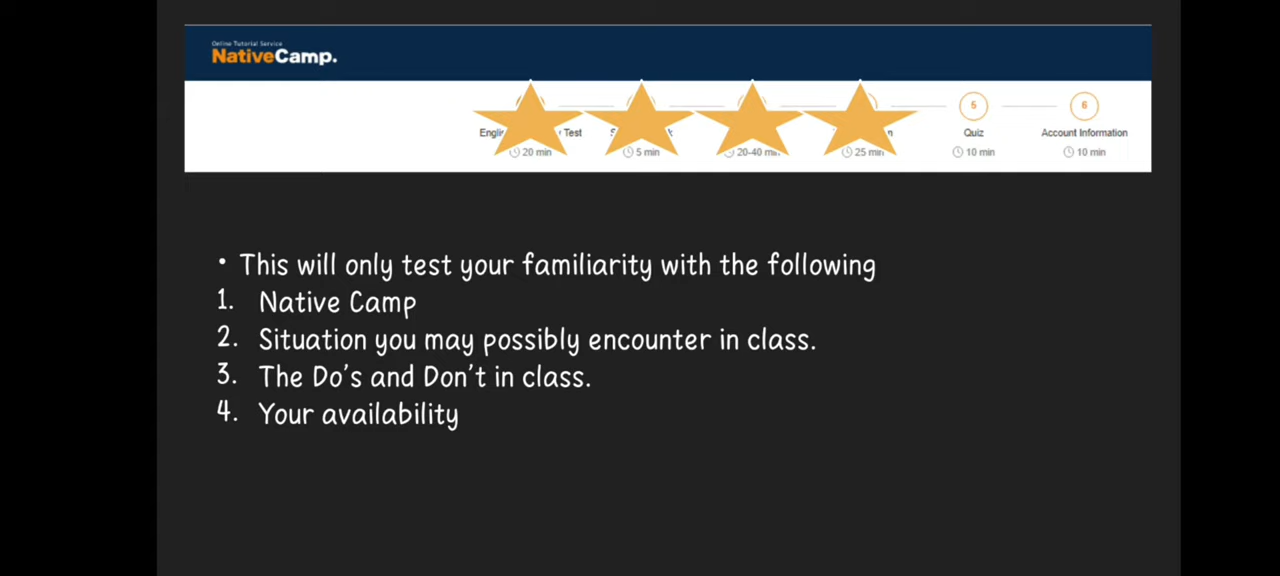 Online Tutorial Service
NativeCamp.
5
6
Test
Quiz
Account Information
20 min
5 min
20-40 min
25 min
10 min
10 min
• This will only test your familiarity with the following
1. Native Camp
2. Situation you may possibly encounter in class.
3. The Do's and Don't in class.
4. Your availability